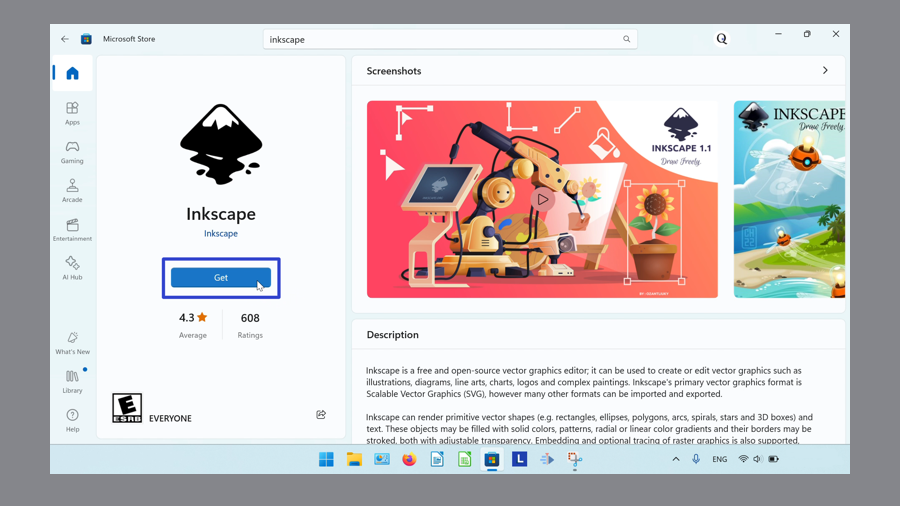 Microsoft Store
inkscape
Q
Apps
Gaming
Arcade
Entertainment
AI Hub
What's New
Library
Help
Inkscape
Inkscape
Get
4.3
608
Average
Ratings
E
ESRB
EVERYONE
Screenshots
INKSCAPE 1.1
Draw Freely.
INKSCAPE
Draw Freely.
Description
Inkscape is a free and open-source vector graphics editor; it can be used to create or edit vector graphics such as
illustrations, diagrams, line arts, charts, logos and complex paintings. Inkscape's primary vector graphics format is
Scalable Vector Graphics (SVG), however many other formats can be imported and exported.
Inkscape can render primitive vector shapes (e.g. rectangles, ellipses, polygons, arcs, spirals, stars and 3D boxes) and
text. These objects may be filled with solid colors, patterns, radial or linear color gradients and their borders may be
stroked, both with adjustable transparency. Embedding and optional tracing of raster graphics is also supported,
L
ENG